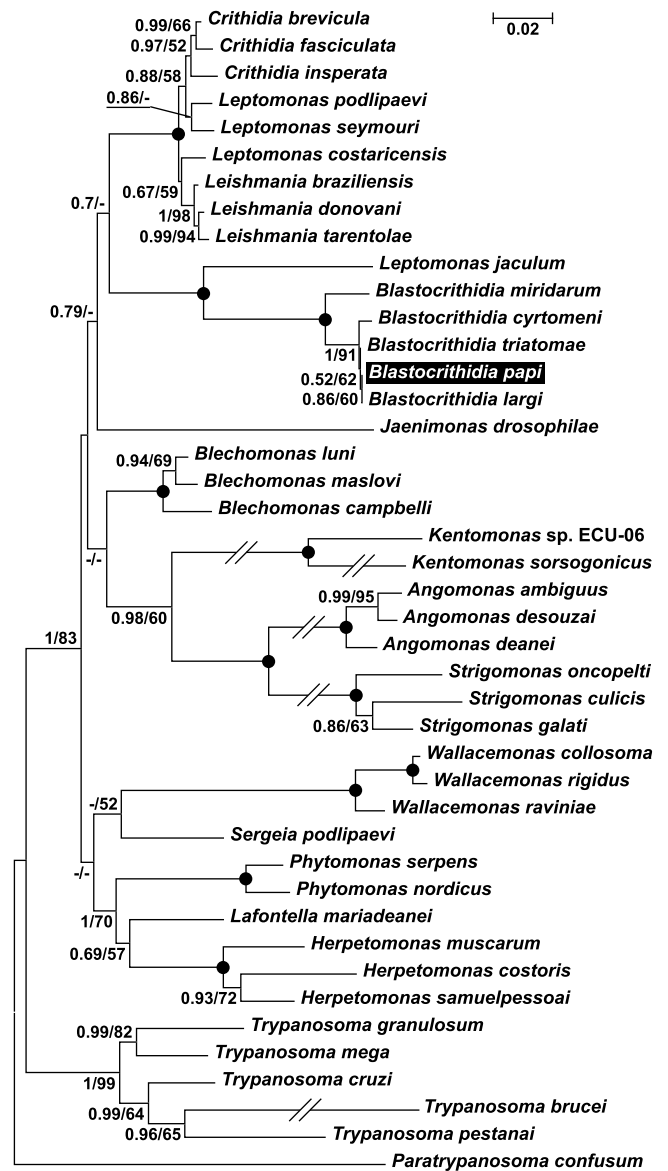 0.99/66
Crithidia brevicula
0.02
0.97/52
Crithidia fasciculata
0.88/58
Crithidia insperata
0.86/-
Leptomonas podlipaevi
Leptomonas seymouri
Leptomonas costaricensis
0.67/59
Leishmania braziliensis
0.7/-
1/98
Leishmania donovani
0.99/94
Leishmania tarentolae
Leptomonas jaculum
Blastocrithidia miridarum
0.79/-
Blastocrithidia cyrtomeni
1/91
Blastocrithidia triatomae
0.52/62
Blastocrithidia papi
0.86/60
Blastocrithidia largi
Jaenimonas drosophilae
0.94/69
Blechomonas luni
Blechomonas maslovi
Blechomonas campbelli
Kentomonas sp. ECU-06
-/-
Kentomonas sorsogonicus
0.99/95
Angomonas ambiguus
0.98/60
Angomonas desouzai
1/83
Angomonas deanei
Strigomonas oncopelti
Strigomonas culicis
0.86/63
Strigomonas galati
Wallacemonas collosoma
Wallacemonas rigidus
-/52
Wallacemonas raviniae
Sergeia podlipaevi
-/-
Phytomonas serpens
Phytomonas nordicus
1/70
Lafontella mariadeanei
0.69/57
Herpetomonas muscarum
Herpetomonas costoris
0.93/72
Herpetomonas samuelpessoai
0.99/82
Trypanosoma granulosum
Trypanosoma mega
1/99
Trypanosoma cruzi
0.99/64
Trypanosoma brucei
0.96/65
Trypanosoma pestanai
Paratrypanosoma confusum